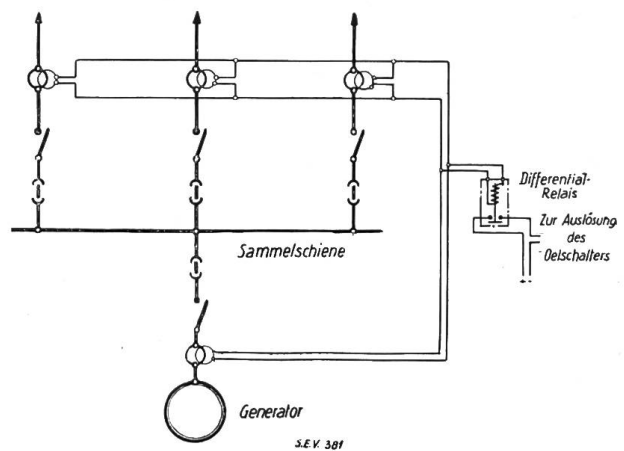 Differential-
Relais
Zur Auslösung
des
Oelschalters
Sammelschiene
Generator
S.E.V. 381